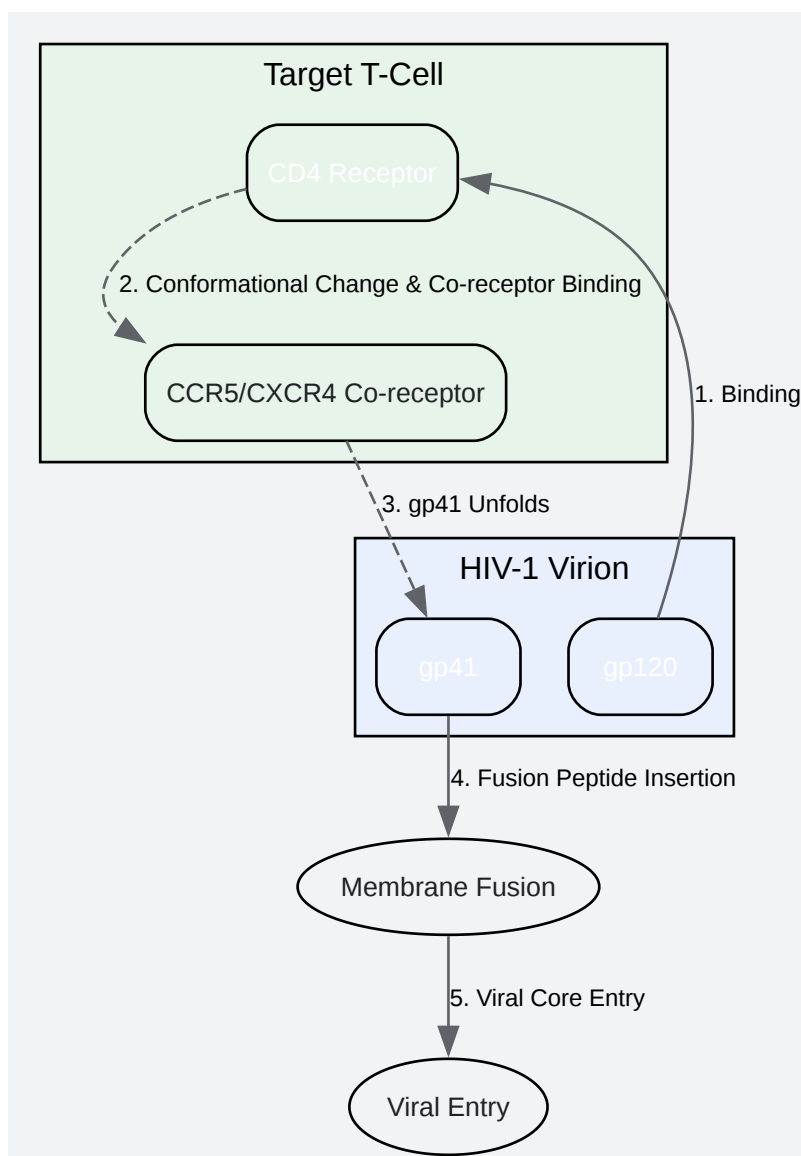 Target T-Cell
CD4 Receptor
2. Conformational Change & Co-receptor Binding
CCR5/CXCR4 Co-receptor
1. Binding
3. gp41 Unfolds
HIV-1 Virion
gp41
gp120
4. Fusion Peptide Insertion
Membrane Fusion
5. Viral Core Entry
Viral Entry